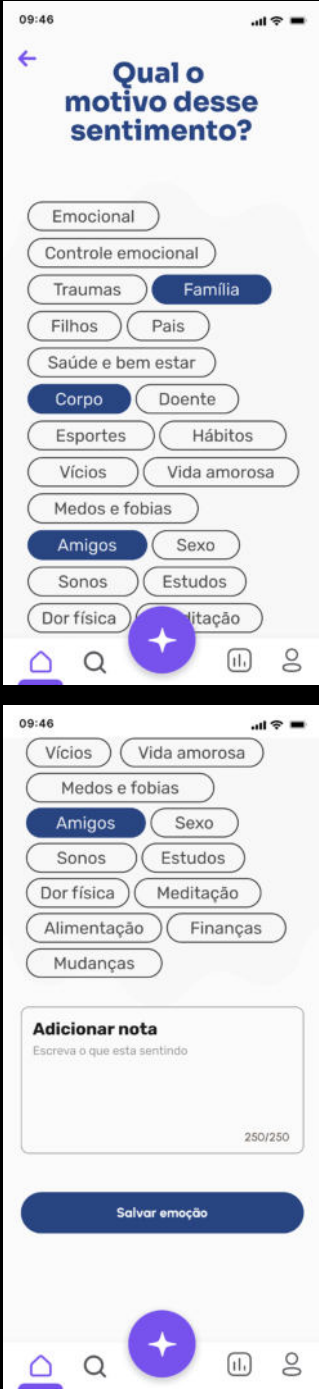 09:46
Qual o
motivo desse
sentimento?
Emocional
Controle emocional
Traumas Família
Filhos Pais
Saúde e bem estar
Corpo Doente
Esportes Hábitos
Vícios Vida amorosa
Medos e fobias
Amigos Sexo
Sonos Estudos
Dor física itação
09:46
Vícios Vida amorosa
Medos e fobias
Amigos Sexo
Sonos Estudos
Dor física Meditação
Alimentação Finanças
Mudanças
Adicionar nota
Escreva o que esta sentindo
250/250
Salvar emoção